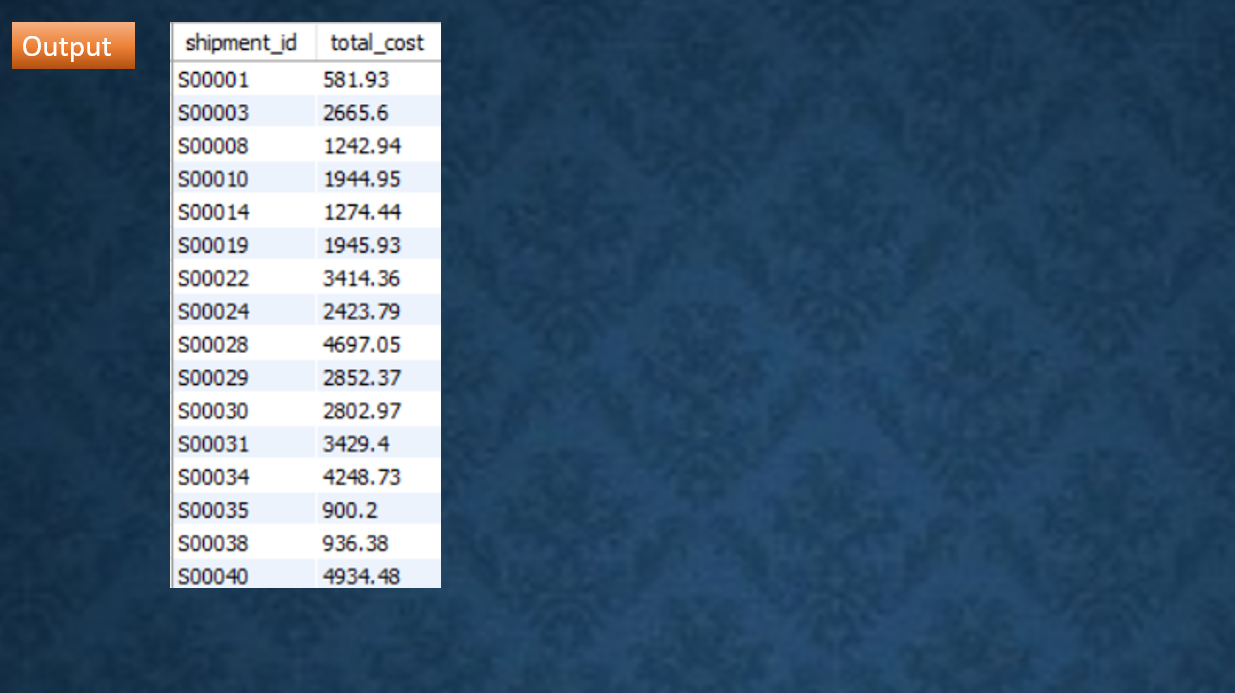 Output
shipment_id total_cost
S00001 581.93
S00003 2665.6
S00008 1242.94
S00010 1944.95
S00014 1274.44
S00019 1945.93
S00022 3414.36
S00024 2423.79
S00028 4697.05
S00029 2852.37
S00030 2802.97
S00031 3429.4
S00034 4248.73
S00035 900.2
S00038 936.38
S00040 4934.48